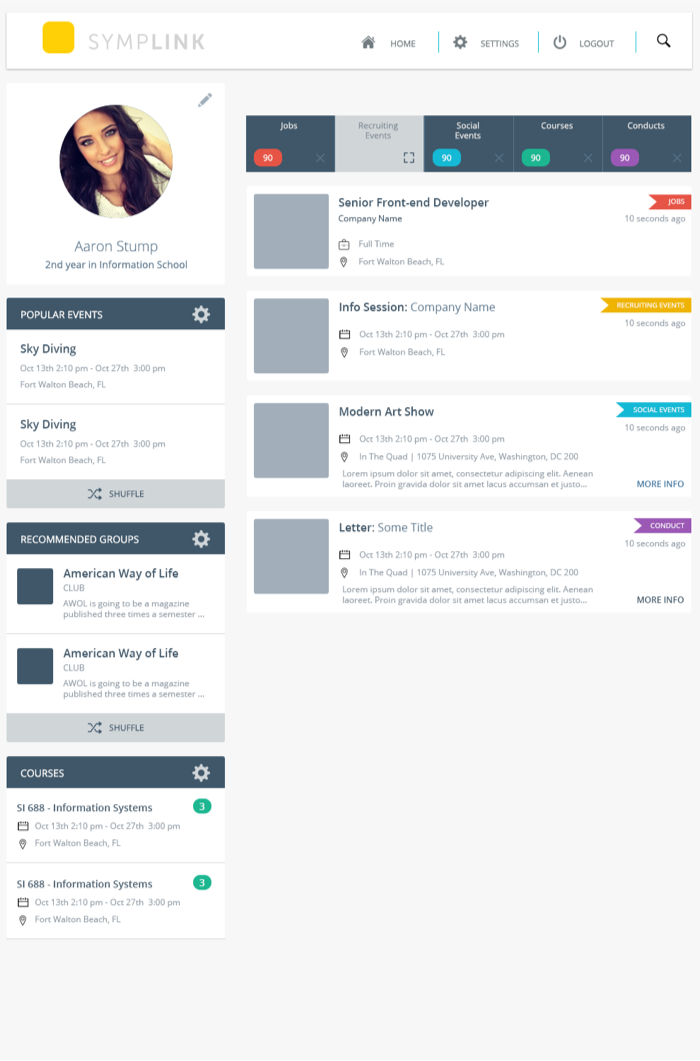 SYMPLINK
HOME
SETTINGS
LOGOUT
Aaron Stump
2nd year in Information School
POPULAR EVENTS
Sky Diving
Oct 13th 2:10 pm - Oct 27th 3:00 pm
Fort Walton Beach, FL
Sky Diving
Oct 13th 2:10 pm - Oct 27th 3:00 pm
Fort Walton Beach, FL
SHUFFLE
RECOMMENDED GROUPS
American Way of Life
CLUB
AWOL is going to be a magazine
published three times a semester ...
American Way of Life
CLUB
AWOL is going to be a magazine
published three times a semester ...
SHUFFLE
COURSES
SI 688 - Information Systems
3
Oct 13th 2:10 pm - Oct 27th 3:00 pm
Fort Walton Beach, FL
SI 688 - Information Systems
3
Oct 13th 2:10 pm - Oct 27th 3:00 pm
Fort Walton Beach, FL
Jobs
90
Recruiting
Events
Social
Events
90
Courses
90
Conducts
90
Senior Front-end Developer
JOBS
Company Name
10 seconds ago
Full Time
Fort Walton Beach, FL
Info Session: Company Name
RECRUITING EVENTS
10 seconds ago
Oct 13th 2:10 pm - Oct 27th 3:00 pm
Fort Walton Beach, FL
Modern Art Show
SOCIAL EVENTS
10 seconds ago
Oct 13th 2:10 pm - Oct 27th 3:00 pm
In The Quad | 1075 University Ave, Washington, DC 200
Lorem ipsum dolor sit amet, consectetur adipiscing elit. Aenean
laoreet. Proin gravida dolor sit amet lacus accumsan et justo...
MORE INFO
Letter: Some Title
CONDUCT
10 seconds ago
Oct 13th 2:10 pm - Oct 27th 3:00 pm
In The Quad | 1075 University Ave, Washington, DC 200
Lorem ipsum dolor sit amet, consectetur adipiscing elit. Aenean
laoreet. Proin gravida dolor sit amet lacus accumsan et justo...
MORE INFO